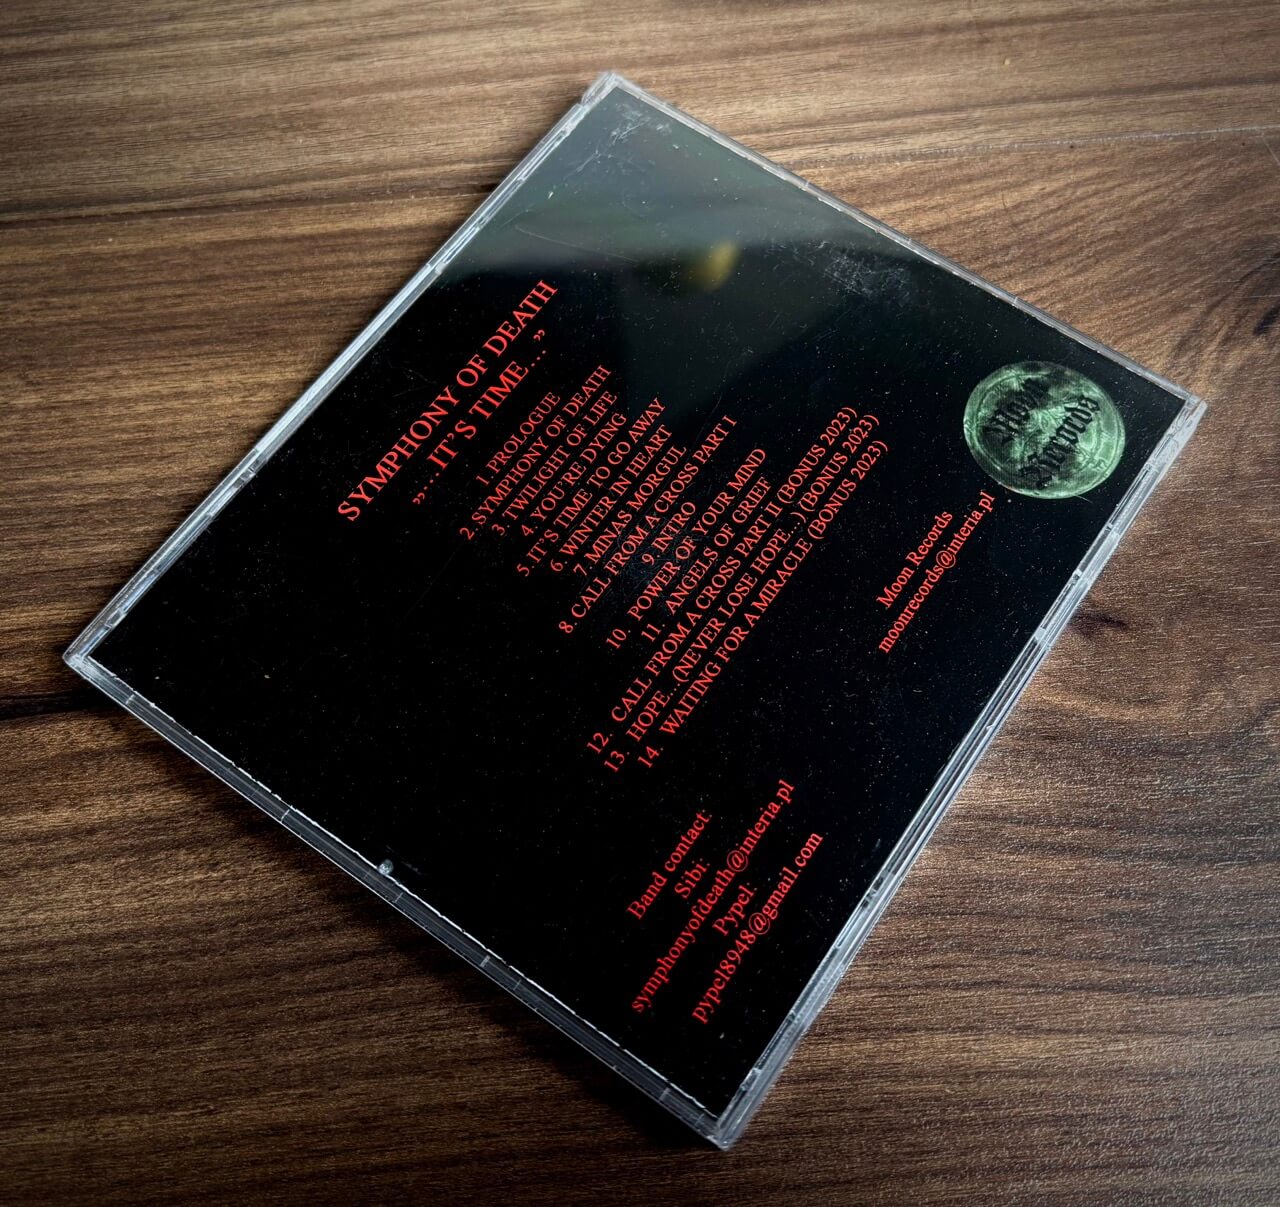 SYMPHONY OF DEATH
„...IT'S TIME...”
1. PROLOGUE
2.SYMPHONY OF DEATH
3 TWILIGHT OF LIFE
4. YOU'RE DYING
5. IT'S TIME TO GO AWAY
6. WINTER IN HEART
7. MINAS MORGUL
8. CALL FROM A CROSS PART I
9. INTRO
10. POWER OF YOUR MIND
11. ANGELS OF GRIEF
12. CALL FROM A CROSS PART II (BONUS 2023)
13. HOPE...(NEVER LOSE HOPE..) (BONUS 2023)
14. WAITING FOR A MIRACLE (BONUS 2023)
Moon
Records
Moon Records
moonrecords@interia.pl
Band contact:
Sibi:
symphonyofdeath@interia.pl
Pypel:
pypel8948@gmail.com